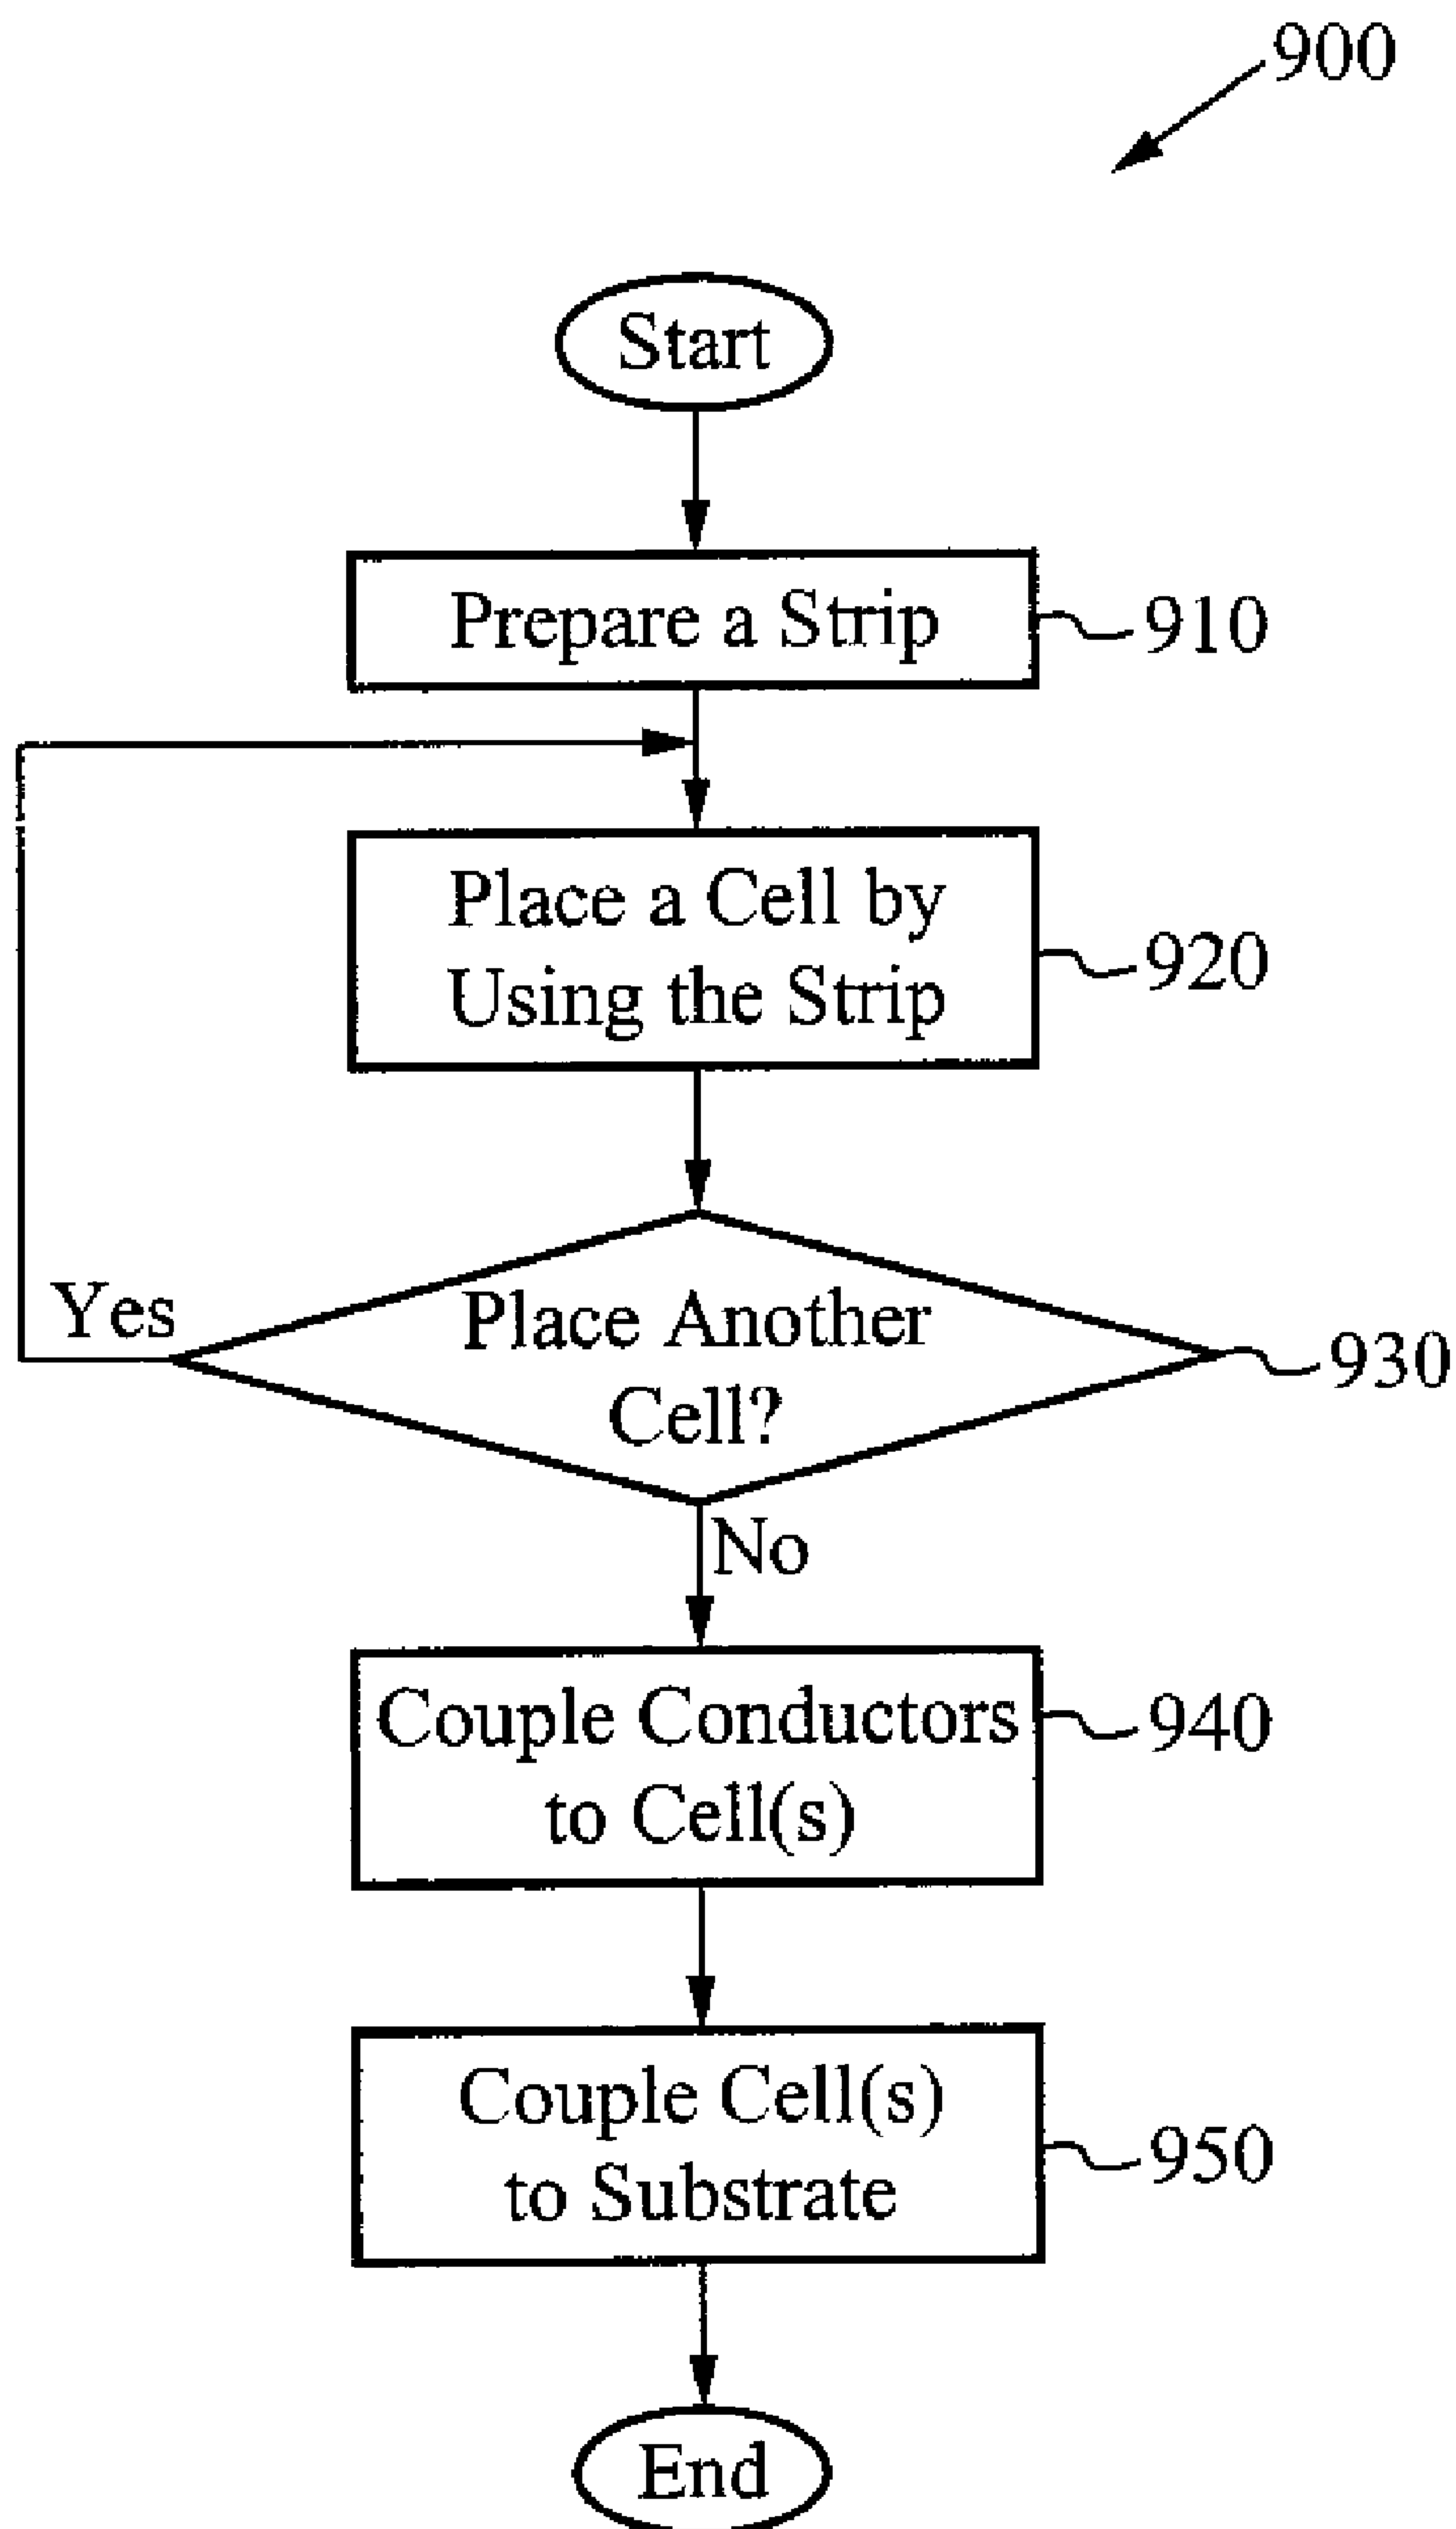 900
Start
Prepare a Strip
910
Place a Cell by
Using the Strip
920
Yes
Place Another
Cell?
930
No
Couple Conductors
to Cell(s)
940
Couple Cell(s)
to Substrate
950
End